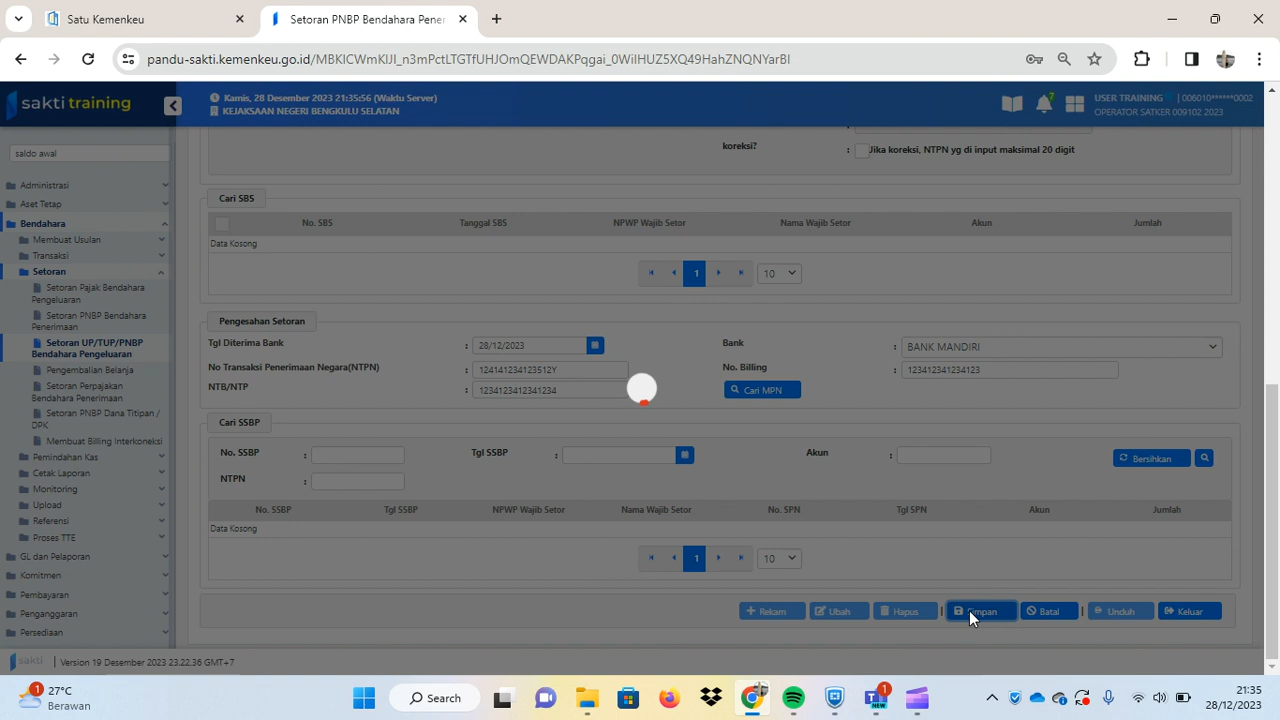 Satu Kemenkeu
Setoran PNBP Bendahara Pener
pandu-sakti.kemenkeu.go.id/MBKICWmKlJI_n3mPStLTGTfUHJOmQEWDAKPqgai_0WilHUZ5XQ49HahZNQNYarBI
sakti training
Kamis, 28 Desember 2023 21:35:56 (Waktu Server)
KEJAKSAAN NEGERI BENGKULU SELATAN
7
USER TRAINING | 006010******0002
OPERATOR SATKER 009102 2023
saldo awal
Administrasi
Aset Tetap
Bendahara
Membuat Usulan
Transaksi
Setoran
Setoran Pajak Bendahara
Pengeluaran
Setoran PNBP Bendahara
Penerimaan
Setoran UP/TUP/PNBP
Bendahara Pengeluaran
Pengembalian Belanja
Setoran Perpajakan
Bendahara Penerimaan
Setoran PNBP Dana Titipan /
DPK
Membuat Billing Interkoneksi
Pemindahan Kas
Cetak Laporan
Monitoring
Upload
Referensi
Proses TTE
GL dan Pelaporan
Komitmen
Pembayaran
Penganggaran
Persediaan
koreksi? : Jika koreksi, NTPN yg di input maksimal 20 digit
Cari SBS
No. SBS Tanggal SBS NPWP Wajib Setor Nama Wajib Setor Akun Jumlah
Data Kosong
1 10
Pengesahan Setoran
Tgl Diterima Bank : 28/12/2023 Bank : BANK MANDIRI
No Transaksi Penerimaan Negara(NTPN) : 124141234123512Y No. Billing : 123412341234123
NTB/NTP : 1234123412341234 Cari MPN
Cari SSBP
No. SSBP : Tgl SSBP : Akun : Bersihkan
NTPN :
No. SSBP Tgl SSBP NPWP Wajib Setor Nama Wajib Setor No. SPN Tgl SPN Akun Jumlah
Data Kosong
1 10
Rekam Ubah Hapus | Simpan Batal | Unduh Keluar
sakti | Version 19 Desember 2023 23.22.36 GMT+7
1
27°C
Berawan
Search
NEW
1
21:35
28/12/2023